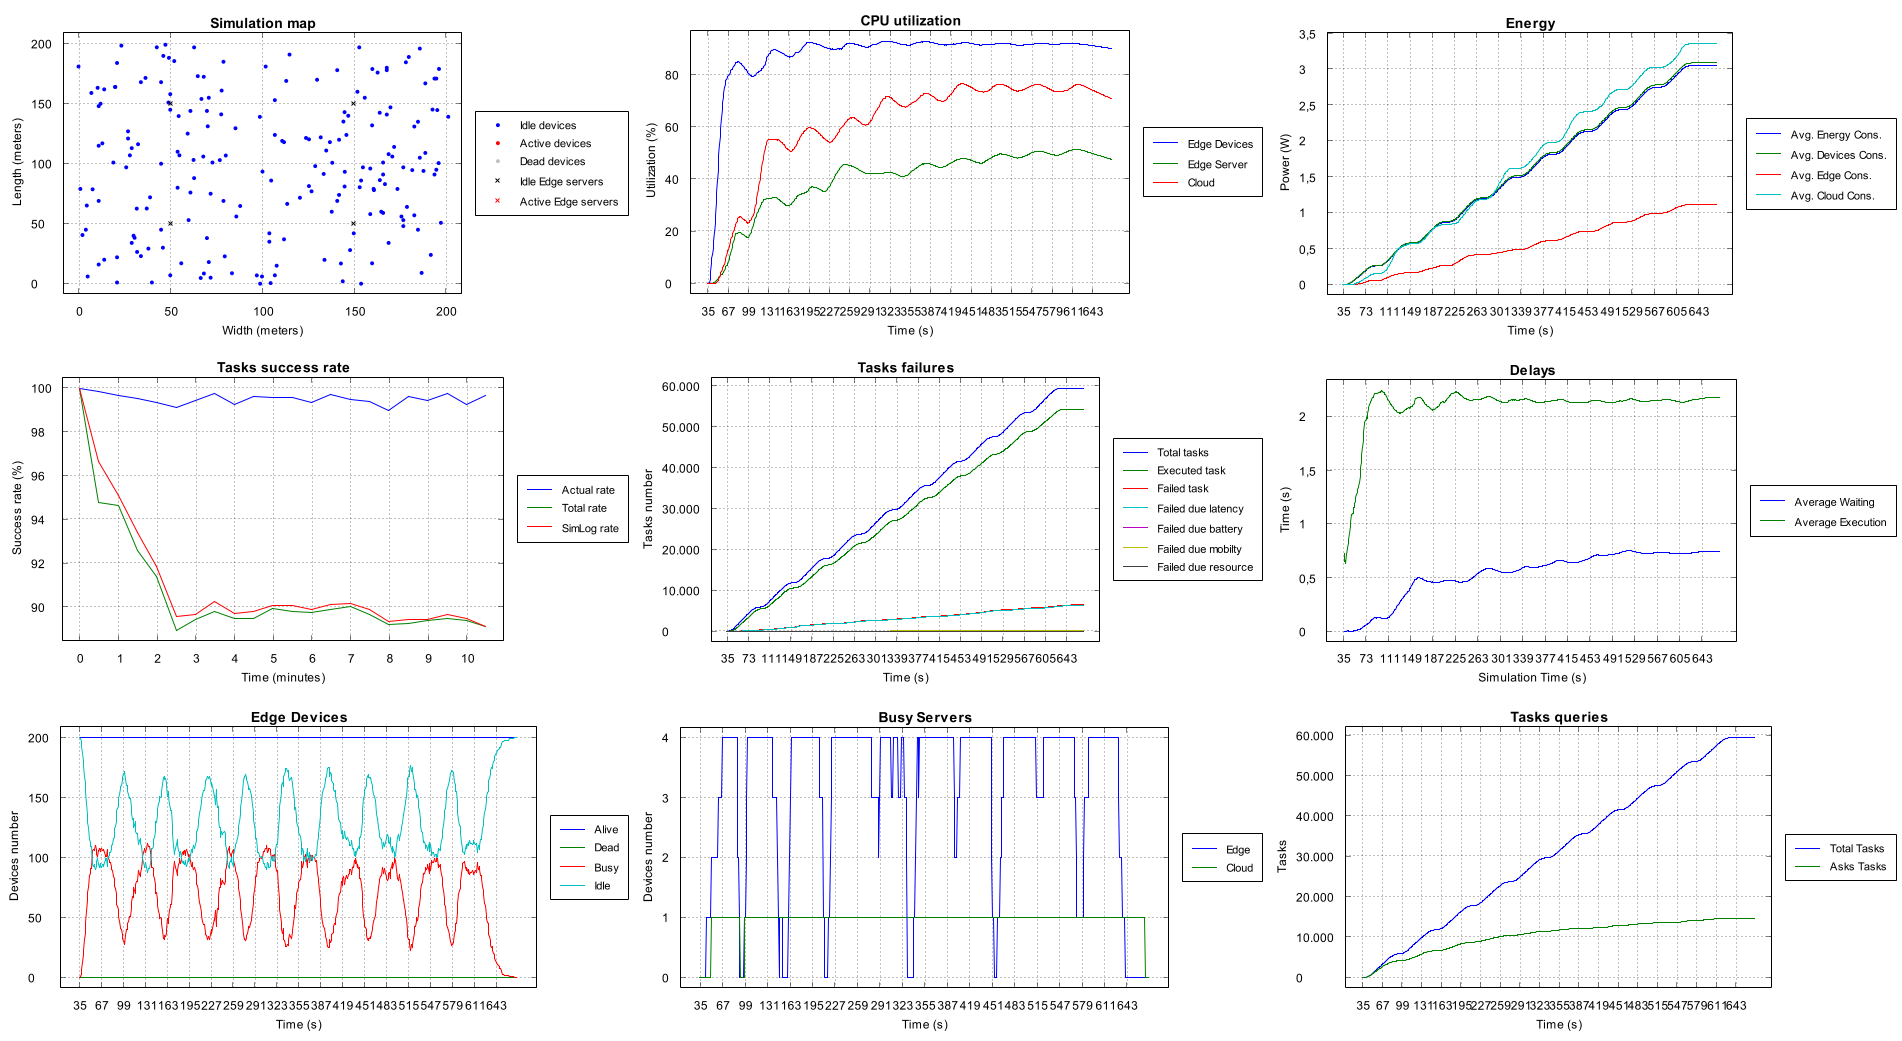 Simulation map
200
150
100
50
0
0 50 100 150 200
Length (meters)
Width (meters)
Idle devices
Active devices
Dead devices
Idle Edge servers
Active Edge servers
CPU utilization
80
60
40
20
0
Utilization (%)
Time (s)
Edge Devices
Edge Server
Cloud
Energy
3,5
3
2,5
2
1,5
1
0,5
0
Power (W)
Time (s)
Avg. Energy Cons.
Avg. Devices Cons.
Avg. Edge Cons.
Avg. Cloud Cons.
Tasks success rate
100
98
96
94
92
90
0 1 2 3 4 5 6 7 8 9 10
Success rate (%)
Time (minutes)
Actual rate
Total rate
SimLog rate
Tasks failures
60.000
50.000
40.000
30.000
20.000
10.000
0
Tasks number
Time (s)
Total tasks
Executed task
Failed task
Failed due latency
Failed due battery
Failed due mobilty
Failed due resource
Delays
2
1,5
1
0,5
0
Time (s)
Simulation Time (s)
Average Waiting
Average Execution
Edge Devices
200
150
100
50
0
Devices number
Time (s)
Alive
Dead
Busy
Idle
Busy Servers
4
3
2
1
0
Devices number
Time (s)
Edge
Cloud
Tasks queries
60.000
50.000
40.000
30.000
20.000
10.000
0
Tasks
Time (s)
Total Tasks
Asks Tasks